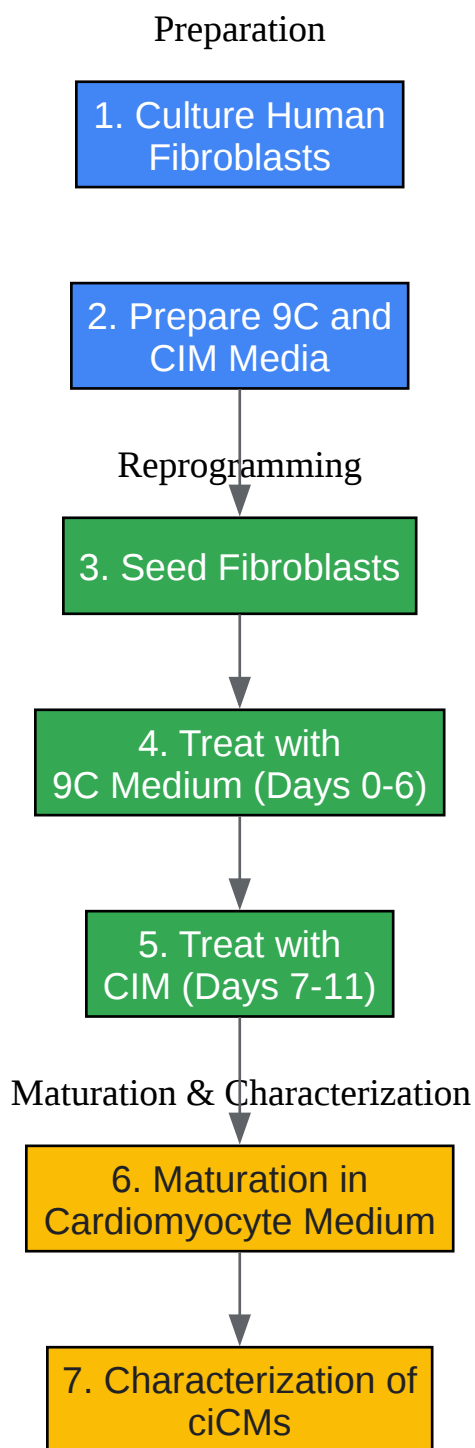 Preparation
1. Culture Human
Fibroblasts
2. Prepare 9C and
CIM Media
Reprogramming
3. Seed Fibroblasts
4. Treat with
9C Medium (Days 0-6)
5. Treat with
CIM (Days 7-11)
Maturation & Characterization
6. Maturation in
Cardiomyocyte Medium
7. Characterization of
ciCMs